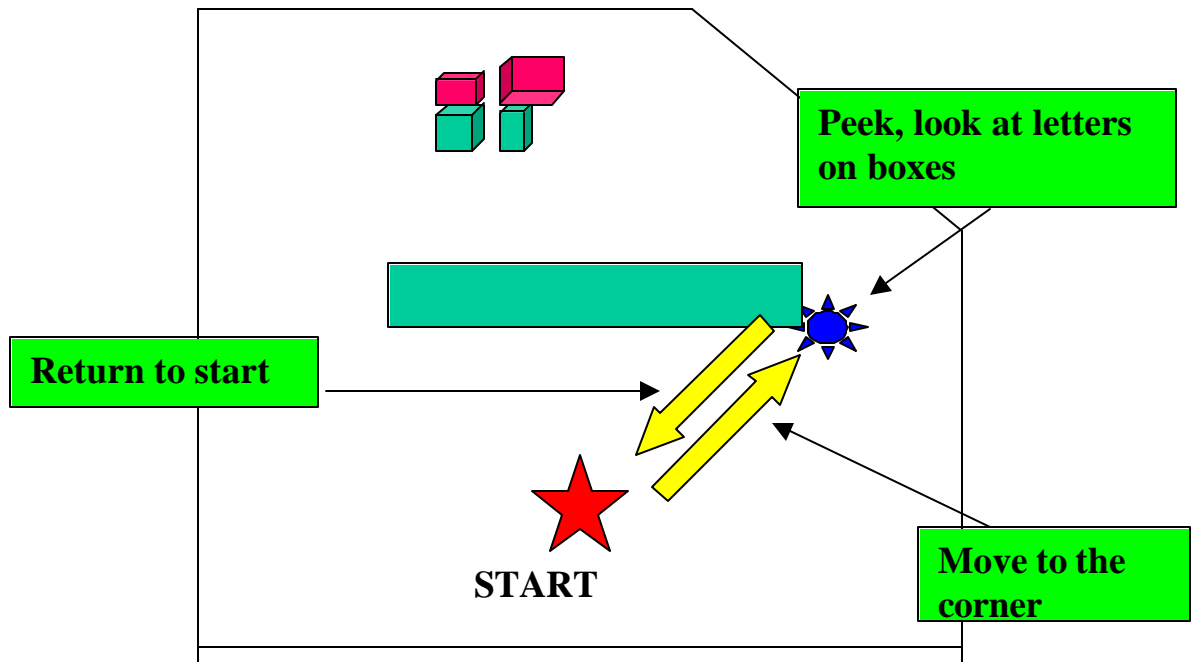 Peek, look at letters
on boxes
Return to start
START
Move to the
corner